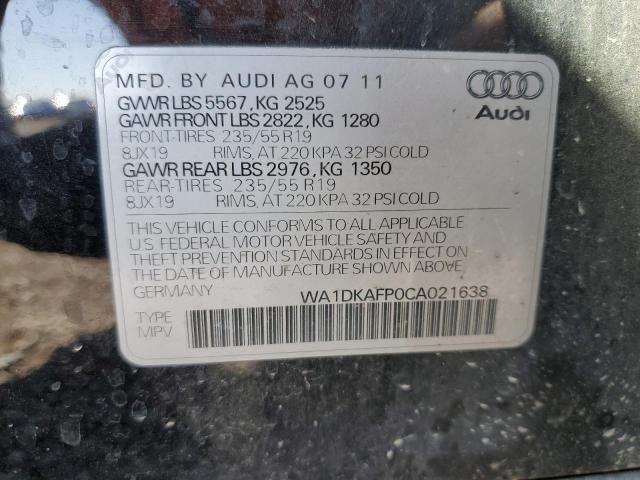 MFD. BY AUDI AG 07 11
GVWR LBS 5567, KG 2525
GAWR FRONT LBS 2822, KG 1280
FRONT-TIRES 235/55 R19
8JX19 RIMS, AT 220 KPA 32 PSI COLD
GAWR REAR LBS 2976, KG 1350
REAR-TIRES 235/55 R19
8JX19 RIMS, AT 220 KPA 32 PSI COLD
Audi
THIS VEHICLE CONFORMS TO ALL APPLICABLE
U.S FEDERAL MOTOR VEHICLE SAFETY AND
THEFT PREVENTION STANDARDS IN EFFECT ON
THE DATE OF MANUFACTURE SHOWN ABOVE,
GERMANY WA1DKAFP0CA021638
TYPE
MPV